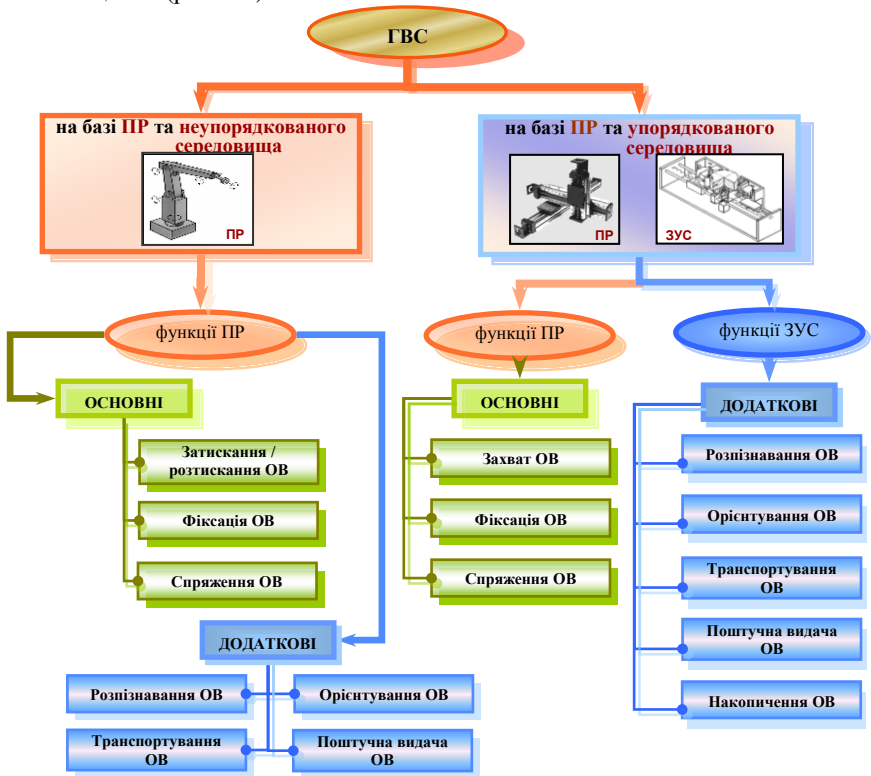 ГВС
на базі ПР та неупорядкованого
середовища
ПР
на базі ПР та упорядкованого
середовища
ПР
ЗУС
функції ПР
функції ПР
функції ЗУС
ОСНОВНІ
Затискання /
розтискання ОВ
Фіксація ОВ
Спряження ОВ
ДОДАТКОВІ
Розпізнавання ОВ
Орієнтування ОВ
Транспортування
ОВ
Поштучна видача
ОВ
ОСНОВНІ
Захват ОВ
Фіксація ОВ
Спряження ОВ
ДОДАТКОВІ
Розпізнавання ОВ
Орієнтування ОВ
Транспортування
ОВ
Поштучна видача
ОВ
Накопичення ОВ